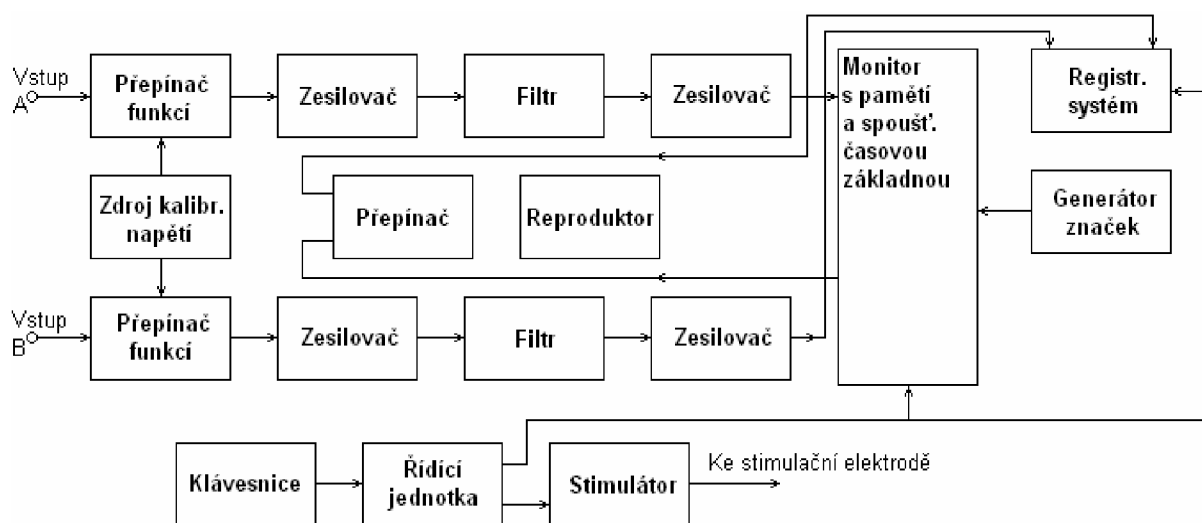 Vstup
A
Přepínač
funkcí
Zesilovač
Filtr
Zesilovač
Monitor
s pamětí
a spoušť.
časovou
základnou
Registr.
systém
Zdroj kalibr.
napětí
Přepínač
Reproduktor
Generátor
značek
Vstup
B
Přepínač
funkcí
Zesilovač
Filtr
Zesilovač
Klávesnice
Řídící
jednotka
Stimulátor
Ke stimulační elektrodě